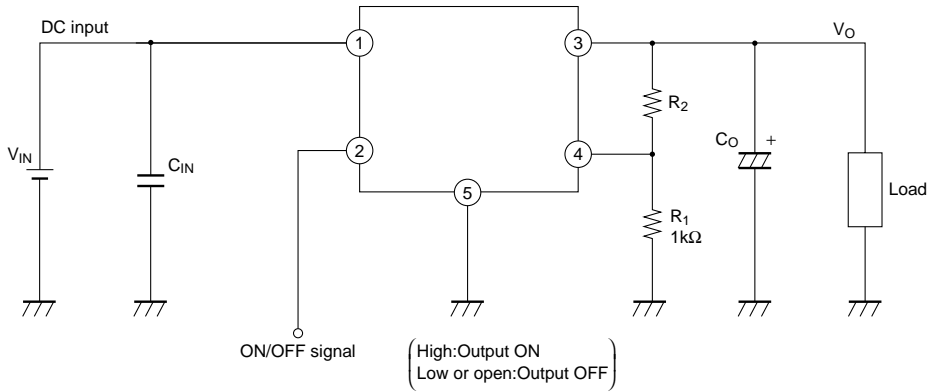 DC input
1
3
V_O
R_2
V_IN
C_IN
2
4
C_O
+
5
R_1
1kΩ
Load
ON/OFF signal
High:Output ON
Low or open:Output OFF